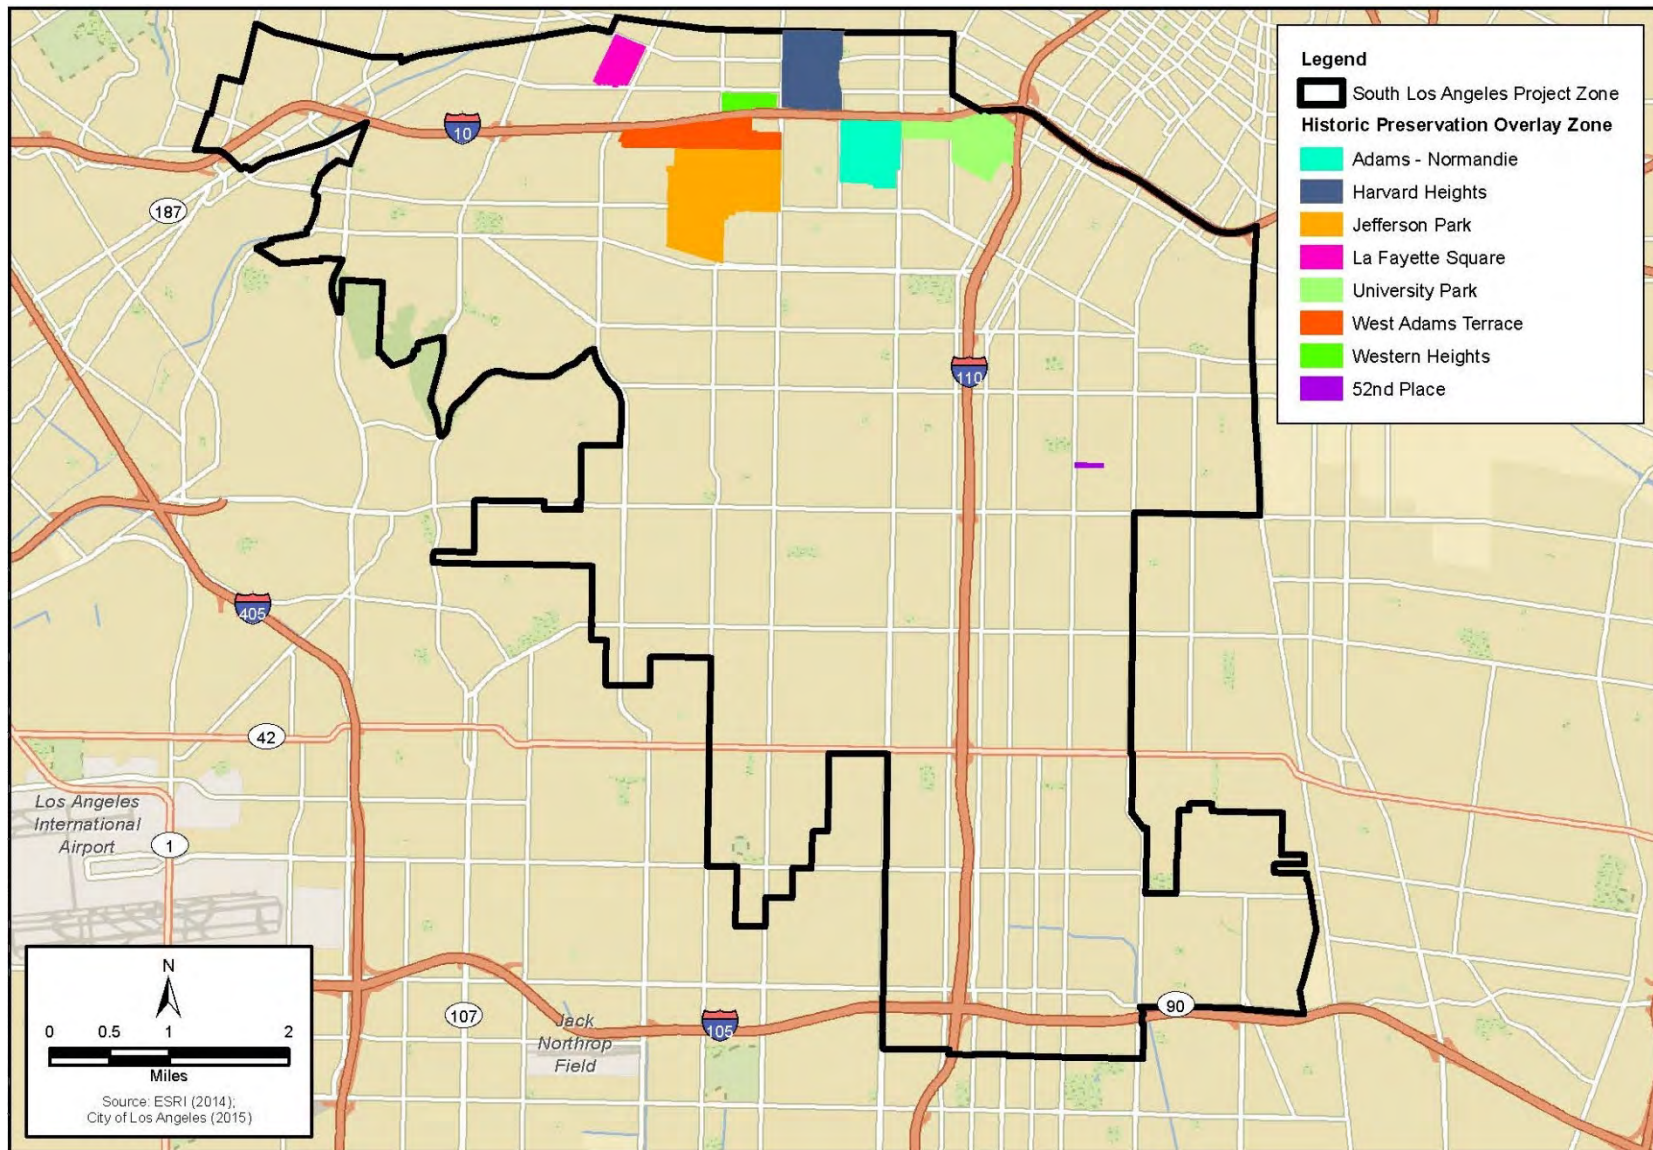 Legend
South Los Angeles Project Zone
Historic Preservation Overlay Zone
Adams - Normandie
Harvard Heights
Jefferson Park
La Fayette Square
University Park
West Adams Terrace
Western Heights
52nd Place
10
187
110
405
42
Los Angeles
International
Airport
1
90
107
105
Jack
Northrop
Field
N
0 0.5 1 2
Miles
Source: ESRI (2014);
City of Los Angeles (2015)